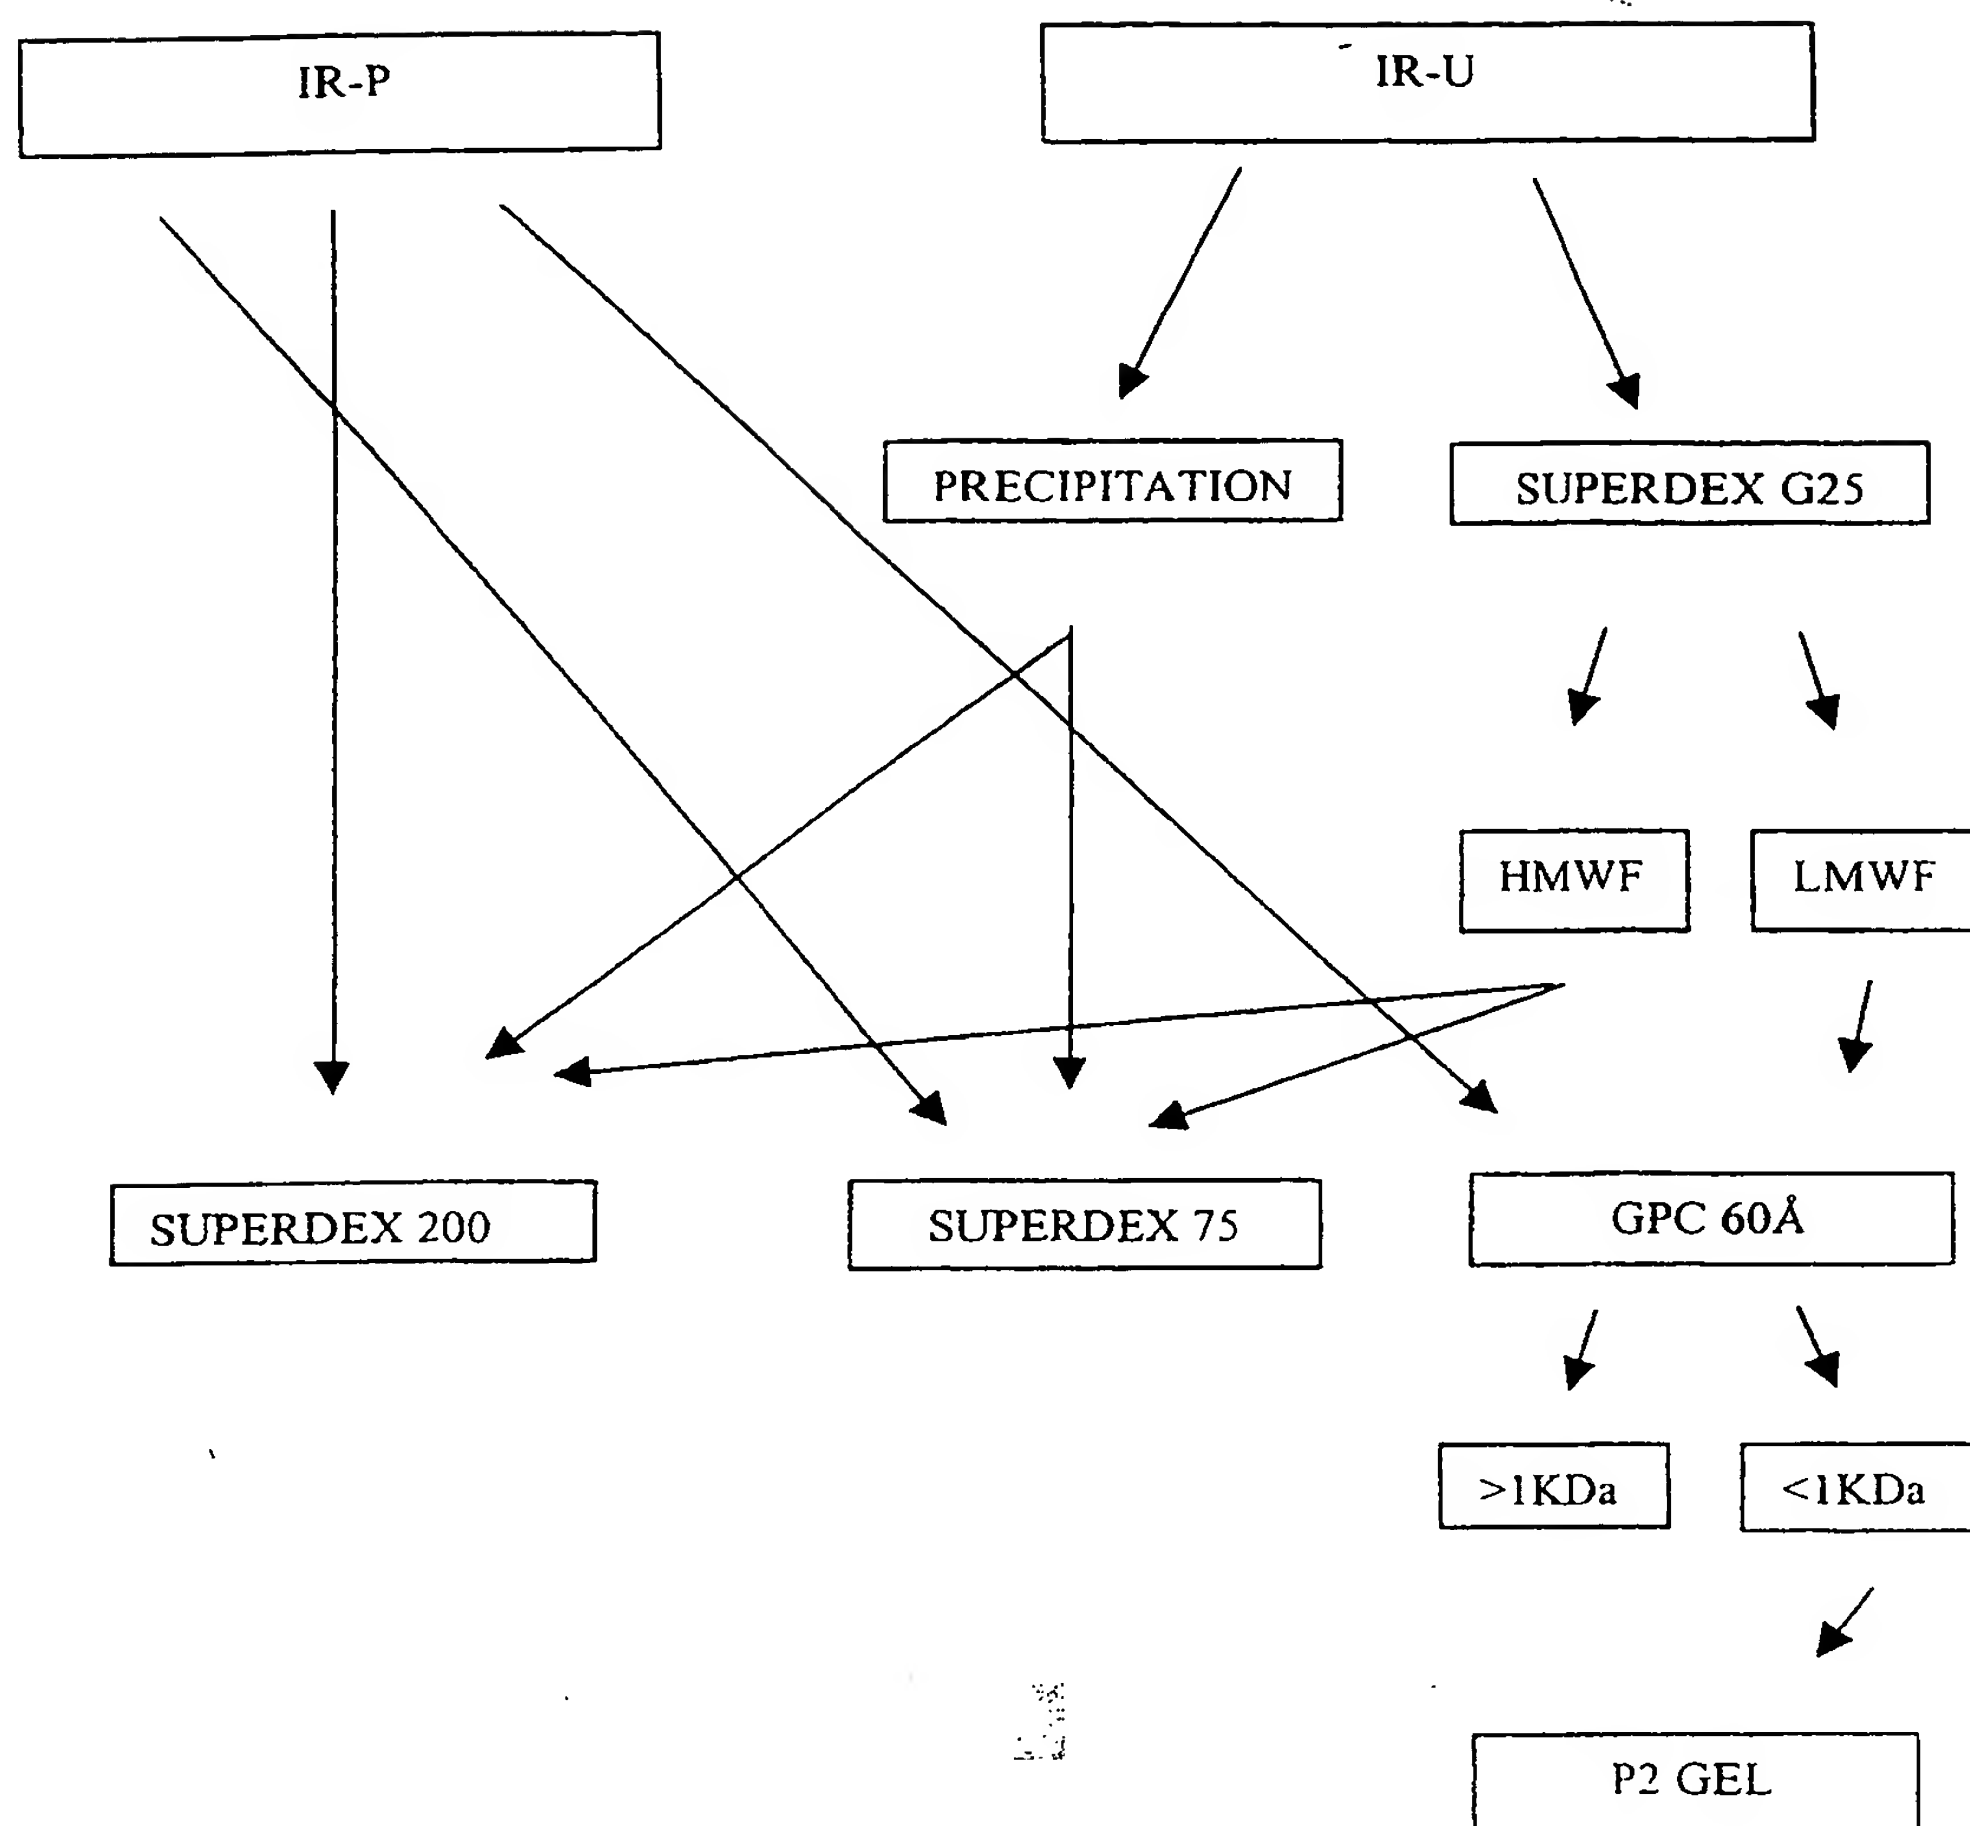 IR-P
IR-U
PRECIPITATION
SUPERDEX G25
HMWF
LMWF
SUPERDEX 200
SUPERDEX 75
GPC 60Å
>1KDa
<1KDa
P2 GEL